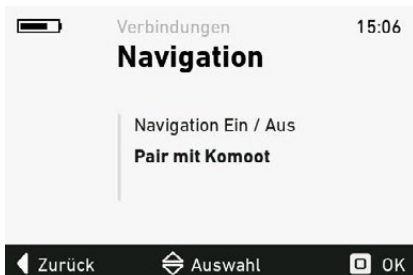 Verbindungen 15:06
Navigation
Navigation Ein / Aus
Pair mit Komoot
Zurück Auswahl OK